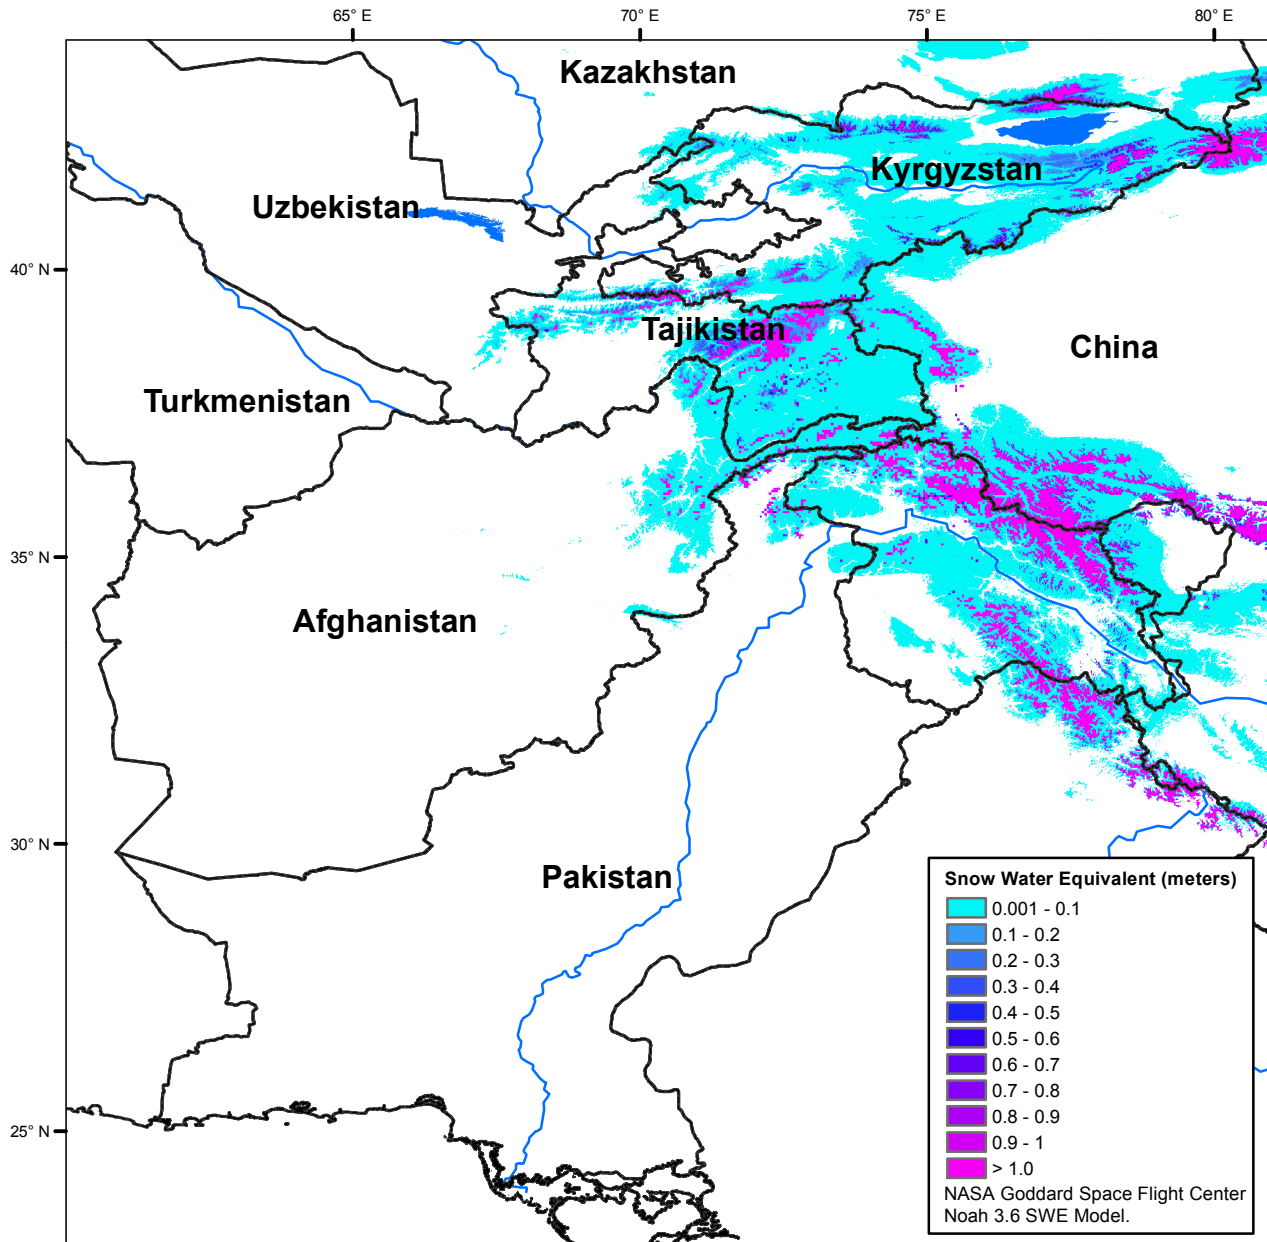 65° E
70° E
75° E
80° E
Kazakhstan
Kyrgyzstan
Uzbekistan
40° N
Tajikistan
China
Turkmenistan
35° N
Afghanistan
30° N
Pakistan
25° N
Snow Water Equivalent (meters)
0.001 - 0.1
0.1 - 0.2
0.2 - 0.3
0.3 - 0.4
0.4 - 0.5
0.5 - 0.6
0.6 - 0.7
0.7 - 0.8
0.8 - 0.9
0.9 - 1
> 1.0
NASA Goddard Space Flight Center
Noah 3.6 SWE Model.